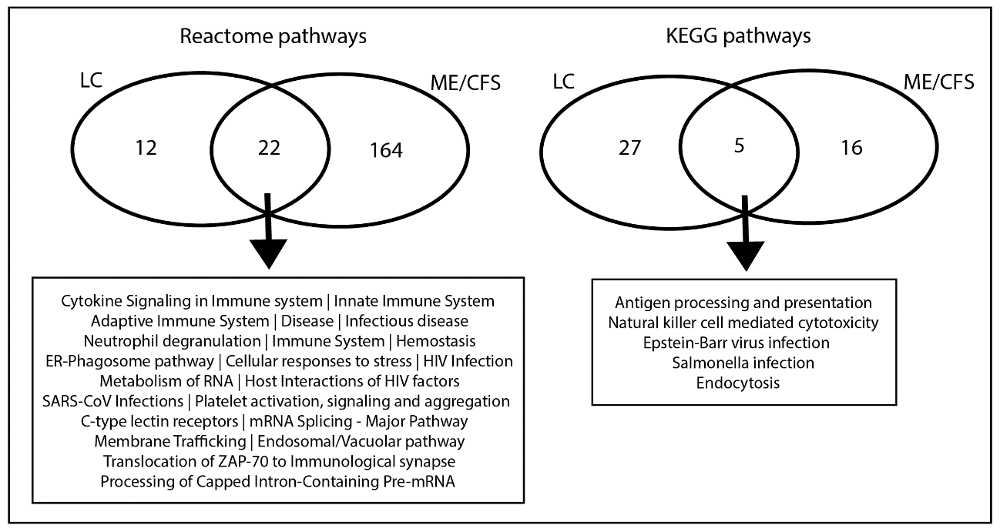 Reactome pathways
LC
ME/CFS
12
22
164
Cytokine Signaling in Immune system | Innate Immune System
Adaptive Immune System | Disease | Infectious disease
Neutrophil degranulation | Immune System | Hemostasis
ER-Phagosome pathway | Cellular responses to stress | HIV Infection
Metabolism of RNA | Host Interactions of HIV factors
SARS-CoV Infections | Platelet activation, signaling and aggregation
C-type lectin receptors | mRNA Splicing - Major Pathway
Membrane Trafficking | Endosomal/Vacuolar pathway
Translocation of ZAP-70 to Immunological synapse
Processing of Capped Intron-Containing Pre-mRNA
KEGG pathways
LC
ME/CFS
27
5
16
Antigen processing and presentation
Natural killer cell mediated cytotoxicity
Epstein-Barr virus infection
Salmonella infection
Endocytosis